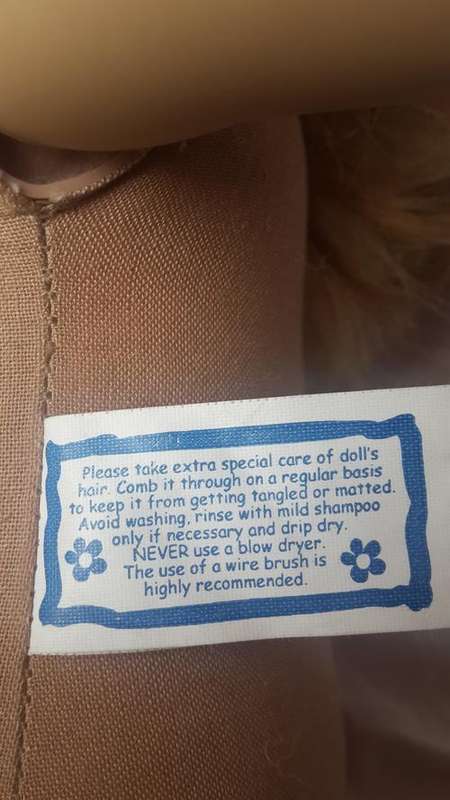 Please take extra special care of doll's
hair. Comb it through on a regular basis
to keep it from getting tangled or matted.
Avoid washing, rinse with mild shampoo
only if necessary and drip dry.
NEVER use a blow dryer.
The use of a wire brush is
highly recommended.